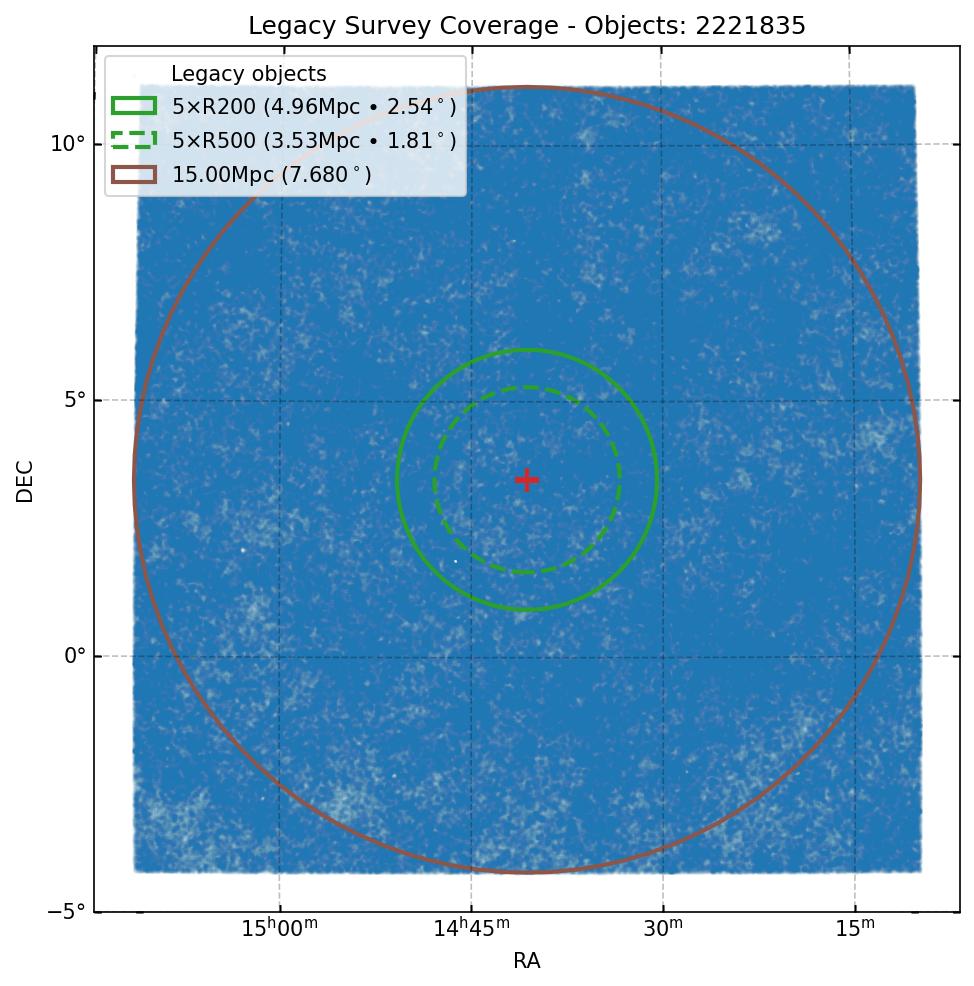 Legacy Survey Coverage - Objects: 2221835
Legacy objects
5×R200 (4.96Mpc • 2.54°)
5×R500 (3.53Mpc • 1.81°)
15.00Mpc (7.680°)
10°
5°
0°
−5°
DEC
15ʰ00ᵐ 14ʰ45ᵐ 30ᵐ 15ᵐ
RA